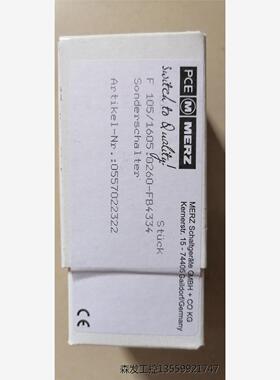 PCE M MERZ
Switch to Quality!
MERZ Schaltgeräte GMBH + CO KG
Kernerstr. 15 - 74405 Gaildorf/Germany
Stück
F 105/1605/0260-FB4334
Sonderschalter
Artikel-Nr.:0557022322
CE
森发工控13559921747